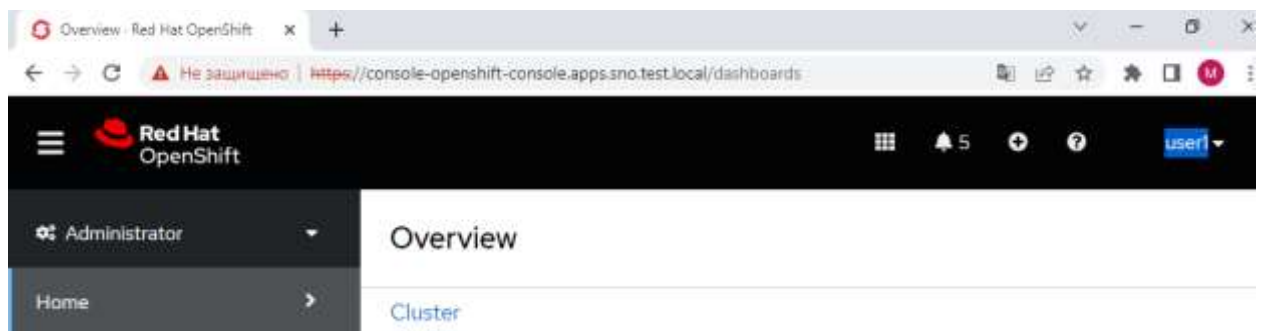 Overview · Red Hat OpenShift
Не защищено | https://console-openshift-console.apps.sno.test.local/dashboards
M
Red Hat
OpenShift
5
user1
Administrator
Overview
Home
Cluster